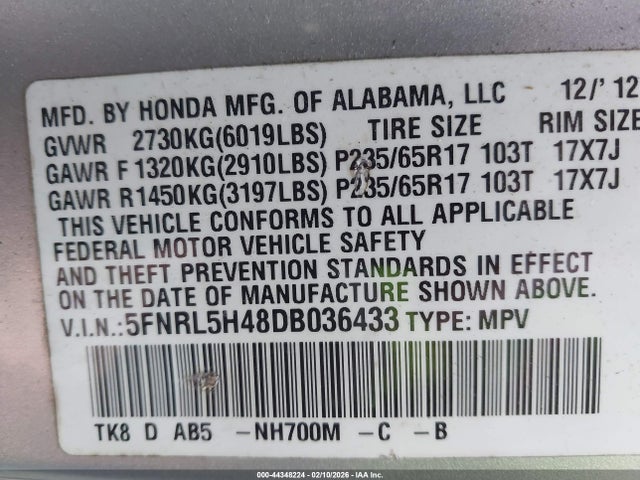 MFD. BY HONDA MFG. OF ALABAMA, LLC 12/'12
GVWR 2730KG(6019LBS) TIRE SIZE RIM SIZE
GAWR F 1320KG(2910LBS) P235/65R17 103T 17X7J
GAWR R1450KG(3197LBS) P235/65R17 103T 17X7J
THIS VEHICLE CONFORMS TO ALL APPLICABLE
FEDERAL MOTOR VEHICLE SAFETY
AND THEFT PREVENTION STANDARDS IN EFFECT
ON THE DATE OF MANUFACTURE SHOWN ABOVE.
V.I.N.:5FNRL5H48DB036433 TYPE: MPV
TK8 D AB5 -NH700M -C -B
000-44348224 - 02/10/2026 - IAA Inc.